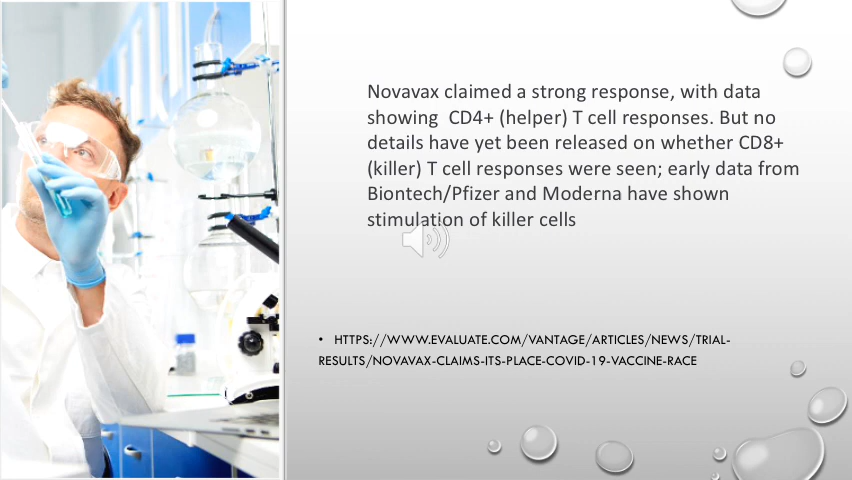 Novavax claimed a strong response, with data
showing  CD4+ (helper) T cell responses. But no
details have yet been released on whether CD8+
(killer) T cell responses were seen; early data from
Biontech/Pfizer and Moderna have shown
stimulation of killer cells
• HTTPS://WWW.EVALUATE.COM/VANTAGE/ARTICLES/NEWS/TRIAL-
RESULTS/NOVAVAX-CLAIMS-ITS-PLACE-COVID-19-VACCINE-RACE